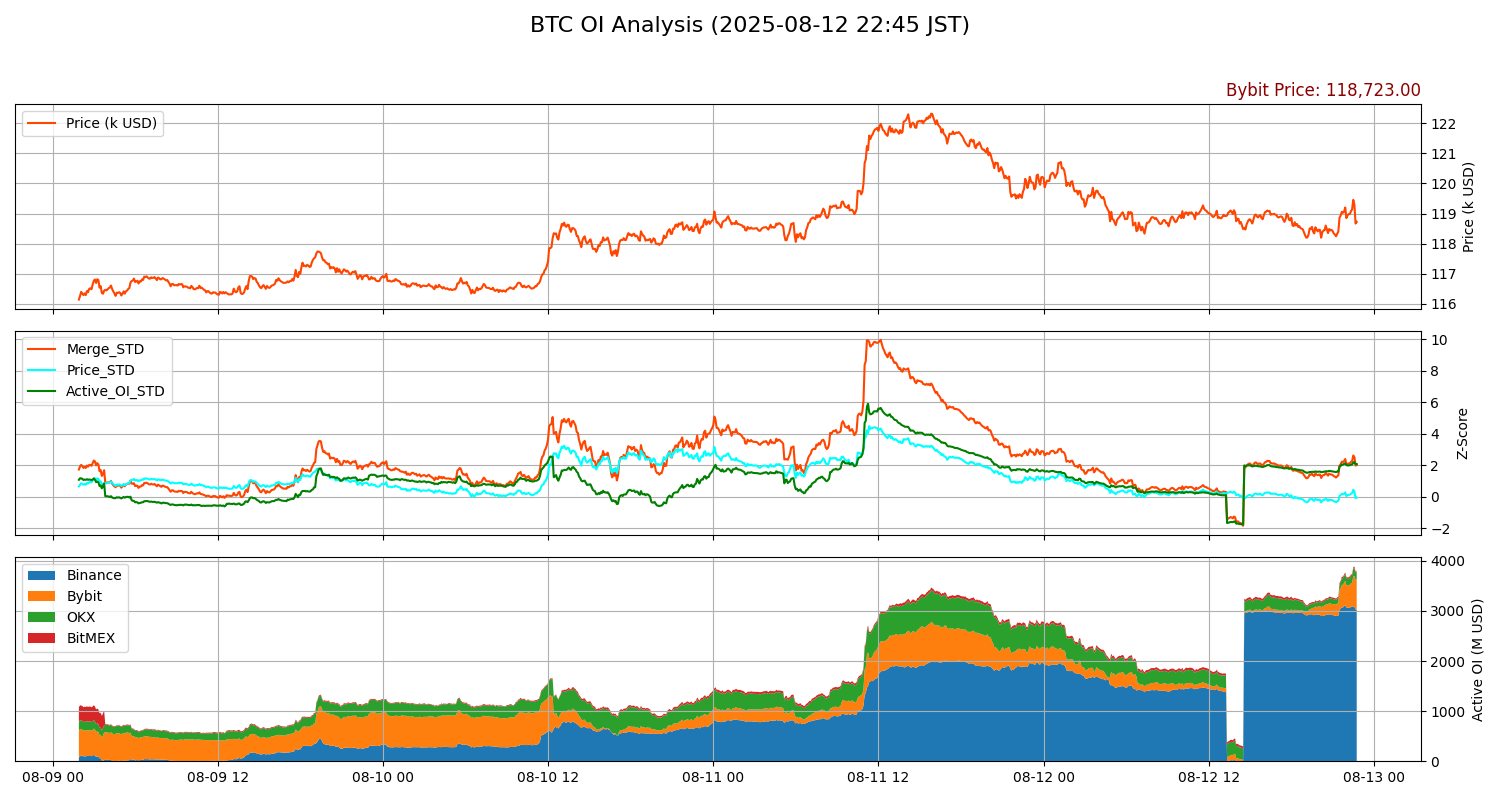 BTC OI Analysis (2025-08-12 22:45 JST)
Bybit Price: 118,723.00
Price (k USD)
122
121
120
119
118
117
116
Price (k USD)
Merge_STD
Price_STD
Active_OI_STD
10
8
6
4
2
0
−2
Z-Score
Binance
Bybit
OKX
BitMEX
4000
3000
2000
1000
0
Active OI (M USD)
08-09 00
08-09 12
08-10 00
08-10 12
08-11 00
08-11 12
08-12 00
08-12 12
08-13 00